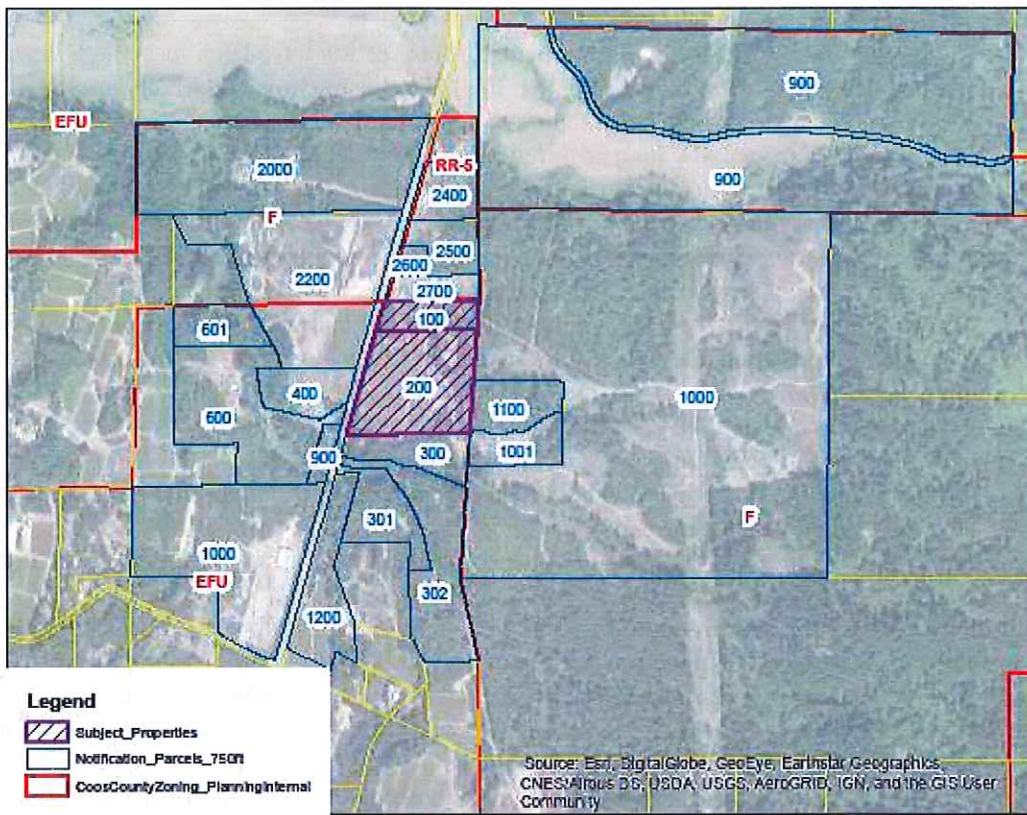 900
EFU
RR-5
2000
2400
900
F
2500
2600
2200
2700
100
601
200
400
1000
1100
600
300
900
1001
301
F
1000
EFU
302
1200
Legend
Subject_Properties
Notification_Parcels_750ft
CoosCountyZoning_PlanningInternal
Source: Esri, DigitalGlobe, GeoEye, Earthstar Geographics,
CNES/Airbus DS, USDA, USGS, AeroGRID, IGN, and the GIS User
Community